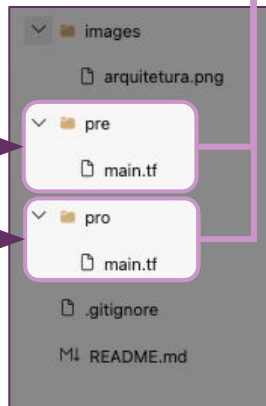 images
arquitetura.png
pre
main.tf
pro
main.tf
.gitignore
M↓ README.md